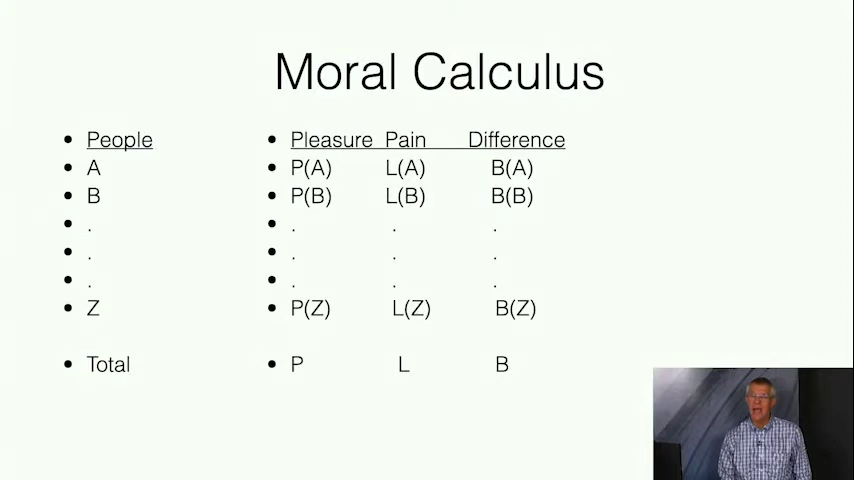 Moral Calculus
• People • Pleasure Pain Difference
• A • P(A) L(A) B(A)
• B • P(B) L(B) B(B)
• . • . . .
• . • . . .
• . • . . .
• Z • P(Z) L(Z) B(Z)
• Total • P L B